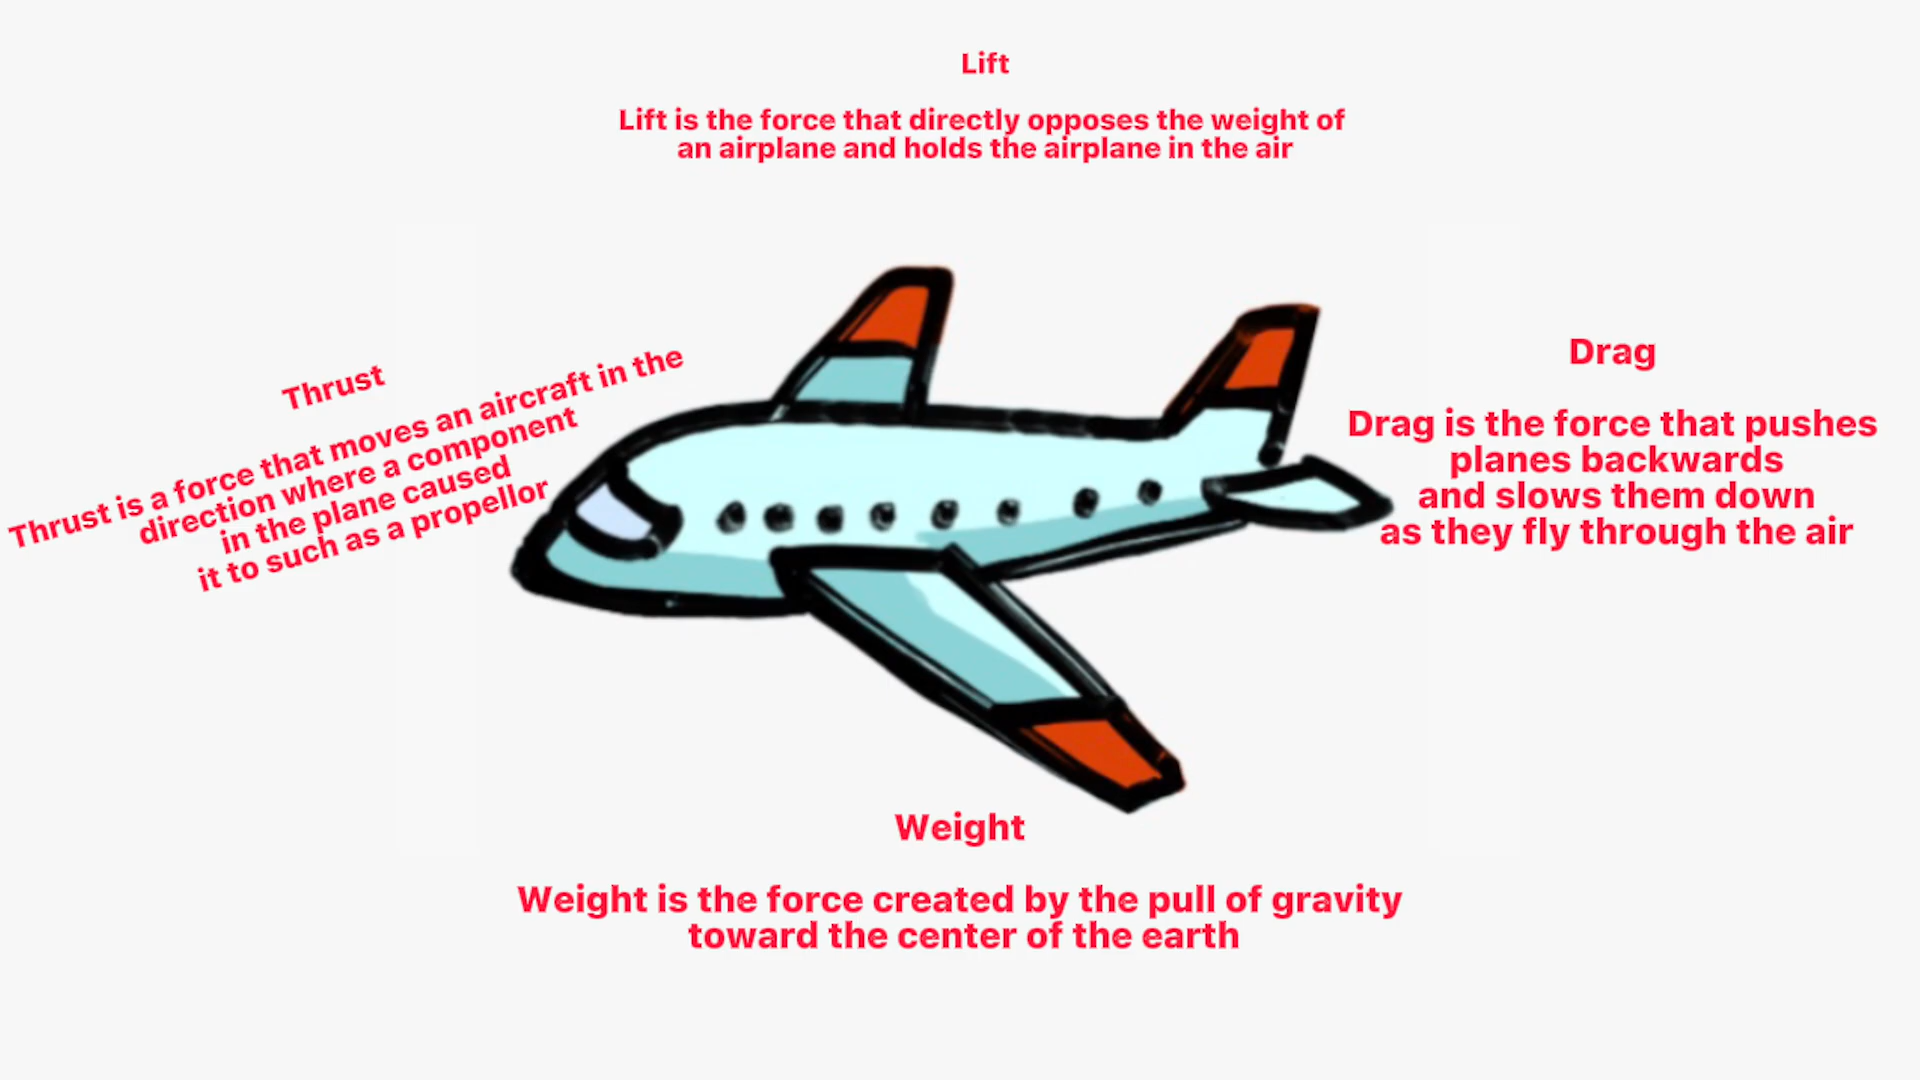 Lift
Lift is the force that directly opposes the weight of
an airplane and holds the airplane in the air
Thrust
Thrust is a force that moves an aircraft in the
direction where a component
in the plane caused
it to such as a propellor
Drag
Drag is the force that pushes
planes backwards
and slows them down
as they fly through the air
Weight
Weight is the force created by the pull of gravity
toward the center of the earth